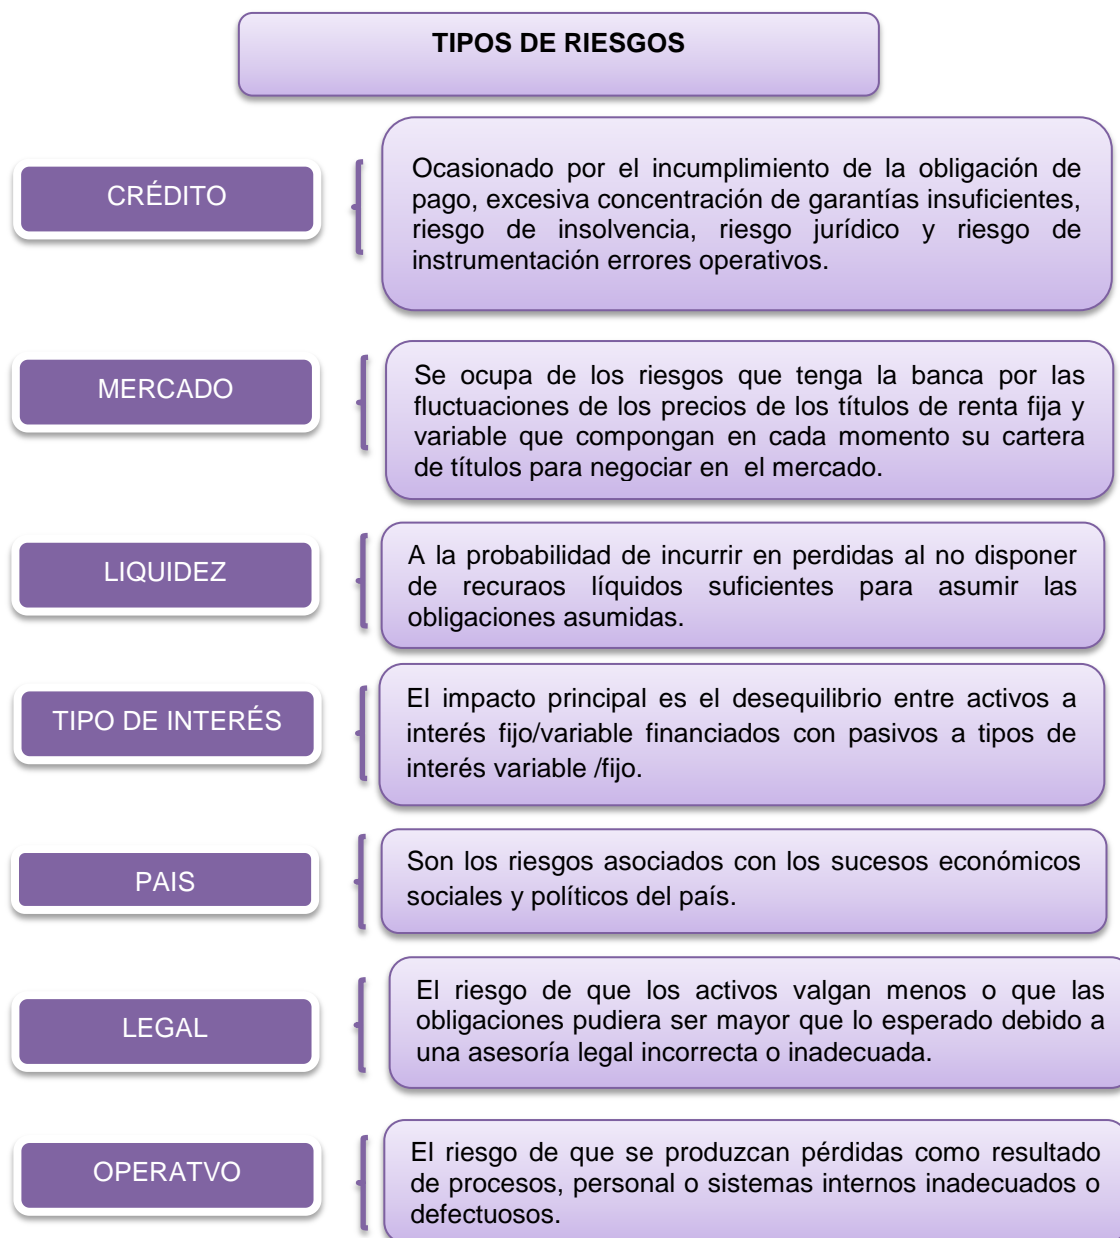 TIPOS DE RIESGOS
CRÉDITO
Ocasionado por el incumplimiento de la obligación de
pago, excesiva concentración de garantías insuficientes,
riesgo de insolvencia, riesgo jurídico y riesgo de
instrumentación errores operativos.
MERCADO
Se ocupa de los riesgos que tenga la banca por las
fluctuaciones de los precios de los títulos de renta fija y
variable que compongan en cada momento su cartera
de títulos para negociar en el mercado.
LIQUIDEZ
A la probabilidad de incurrir en perdidas al no disponer
de recuraos líquidos suficientes para asumir las
obligaciones asumidas.
TIPO DE INTERÉS
El impacto principal es el desequilibrio entre activos a
interés fijo/variable financiados con pasivos a tipos de
interés variable /fijo.
PAIS
Son los riesgos asociados con los sucesos económicos
sociales y políticos del país.
LEGAL
El riesgo de que los activos valgan menos o que las
obligaciones pudiera ser mayor que lo esperado debido a
una asesoría legal incorrecta o inadecuada.
OPERATVO
El riesgo de que se produzcan pérdidas como resultado
de procesos, personal o sistemas internos inadecuados o
defectuosos.